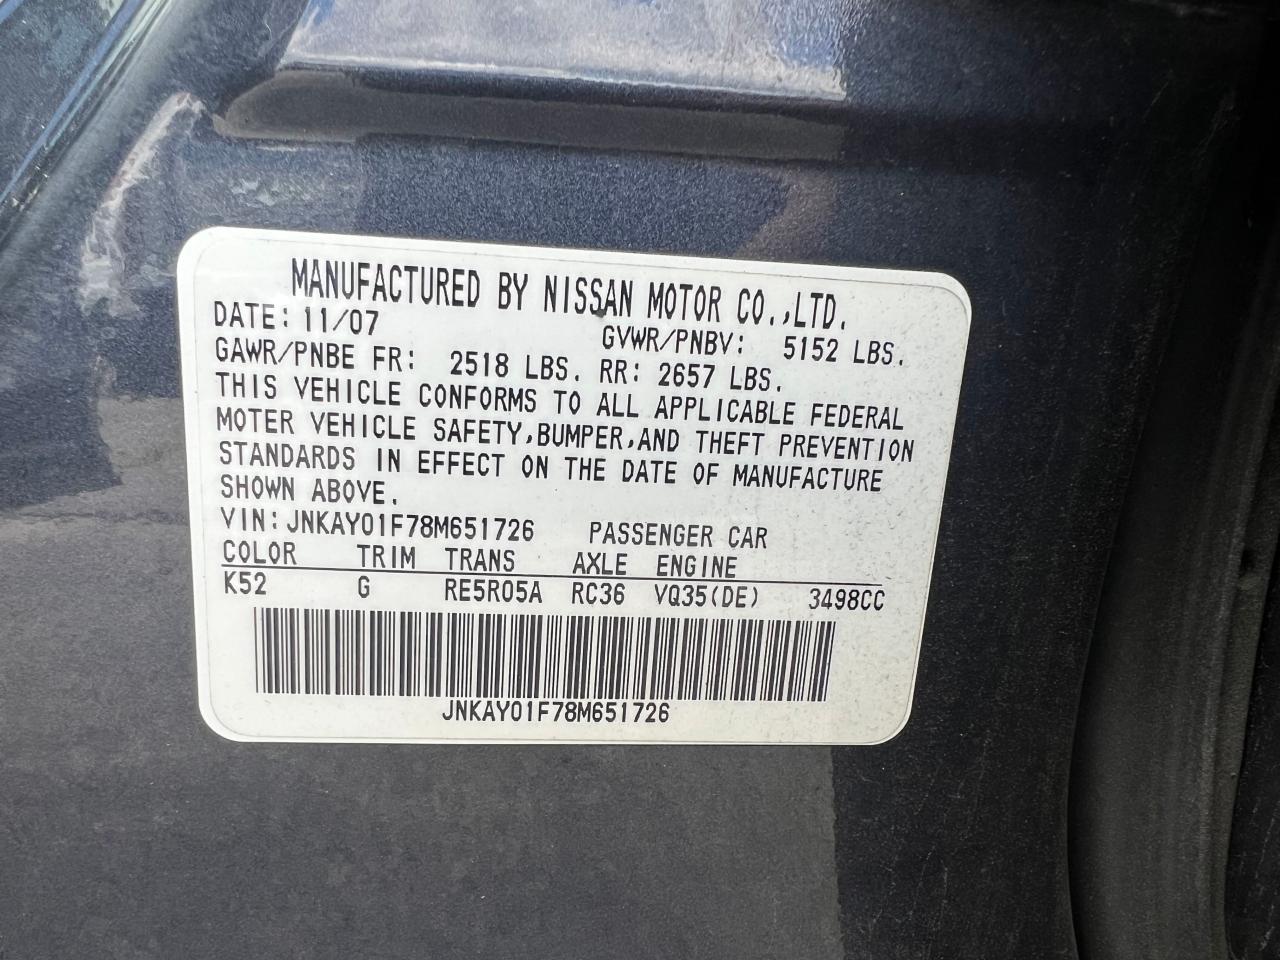 MANUFACTURED BY NISSAN MOTOR CO.,LTD.
DATE: 11/07 GVWR/PNBV: 5152 LBS.
GAWR/PNBE FR: 2518 LBS. RR: 2657 LBS.
THIS VEHICLE CONFORMS TO ALL APPLICABLE FEDERAL
MOTER VEHICLE SAFETY,BUMPER,AND THEFT PREVENTION
STANDARDS IN EFFECT ON THE DATE OF MANUFACTURE
SHOWN ABOVE.
VIN:JNKAY01F78M651726 PASSENGER CAR
COLOR TRIM TRANS AXLE ENGINE
K52 G RE5R05A RC36 VQ35(DE) 3498CC
JNKAY01F78M651726